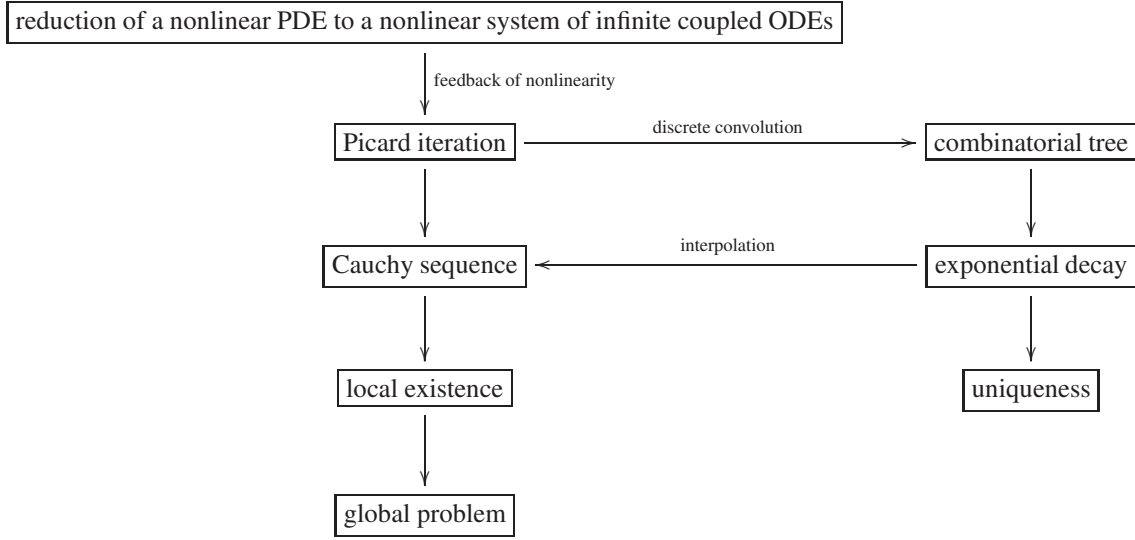 reduction of a nonlinear PDE to a nonlinear system of infinite coupled ODEs
feedback of nonlinearity
Picard iteration
discrete convolution
combinatorial tree
Cauchy sequence
interpolation
exponential decay
local existence
uniqueness
global problem